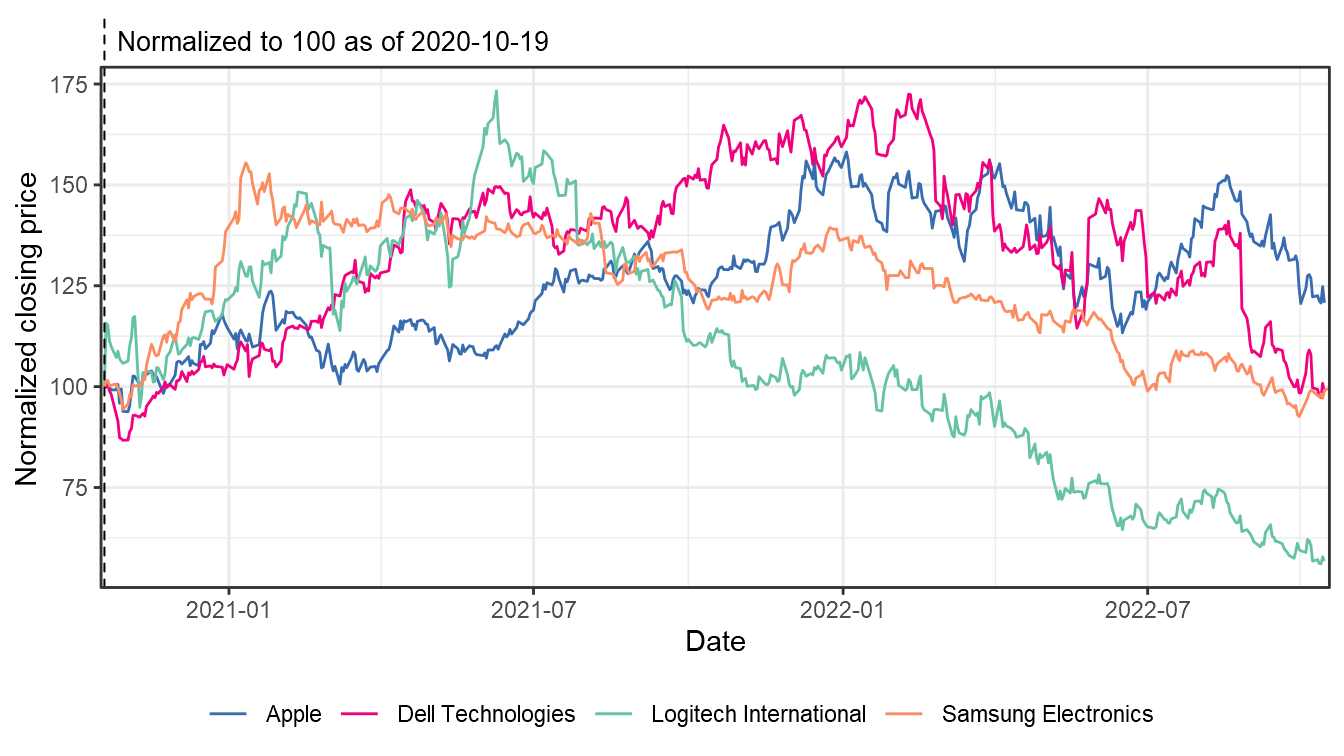 Normalized to 100 as of 2020-10-19
175
150
125
100
75
Normalized closing price
2021-01
2021-07
2022-01
2022-07
Date
Apple
Dell Technologies
Logitech International
Samsung Electronics